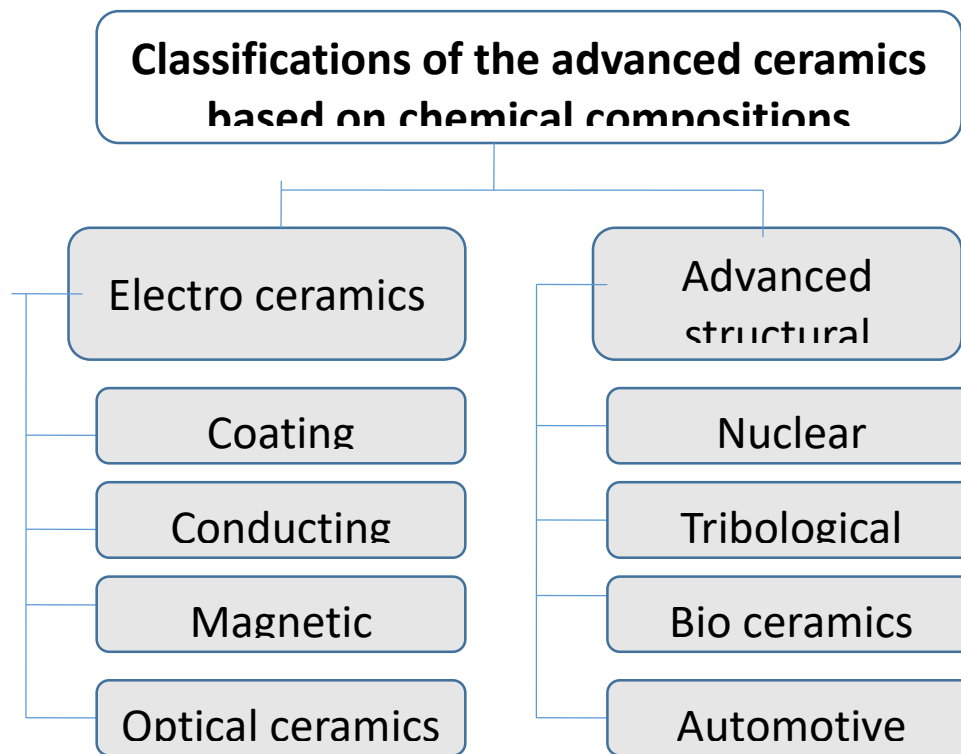 Classifications of the advanced ceramics
based on chemical compositions
Electro ceramics
Advanced
structural
Coating
Nuclear
Conducting
Tribological
Magnetic
Bio ceramics
Optical ceramics
Automotive